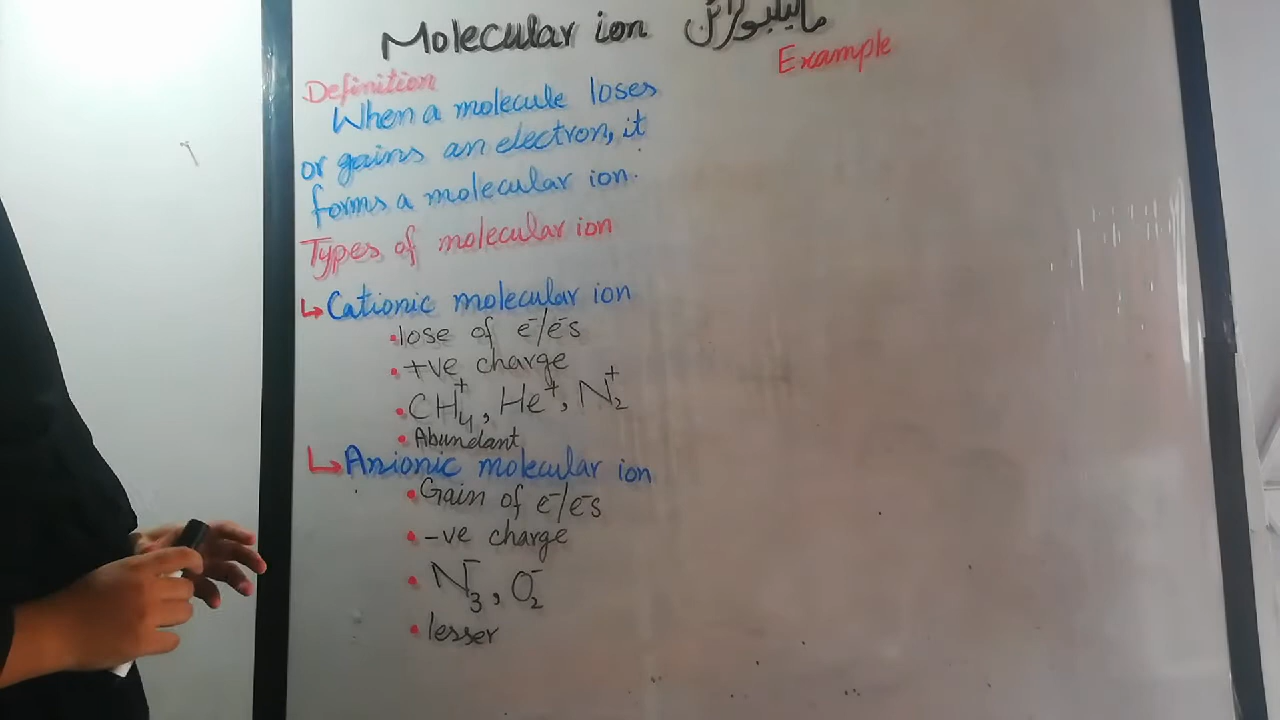 Molecular ion
Example
Definition
When a molecule loses
or gains an electron, it
forms a molecular ion.
Types of molecular ion
↳ Cationic molecular ion
• lose of e⁻/e⁻s
• +ve charge
• CH₄⁺, He⁺, N₂⁺
• Abundant
↳ Anionic molecular ion
• Gain of e⁻/e⁻s
• -ve charge
• N₃⁻, O₂⁻
• lesser